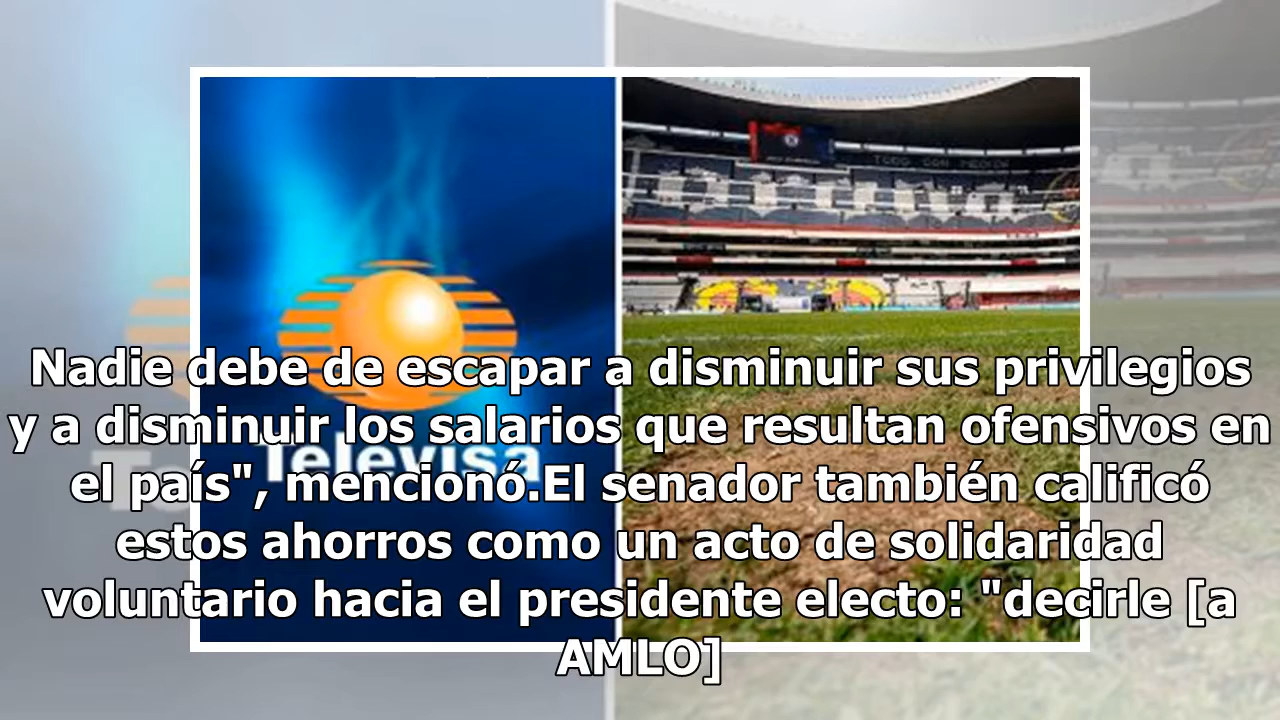 Nadie debe de escapar a disminuir sus privilegios
y a disminuir los salarios que resultan ofensivos en
el país", mencionó.El senador también calificó
estos ahorros como un acto de solidaridad
voluntario hacia el presidente electo: "decirle [a
AMLO]
Televisa